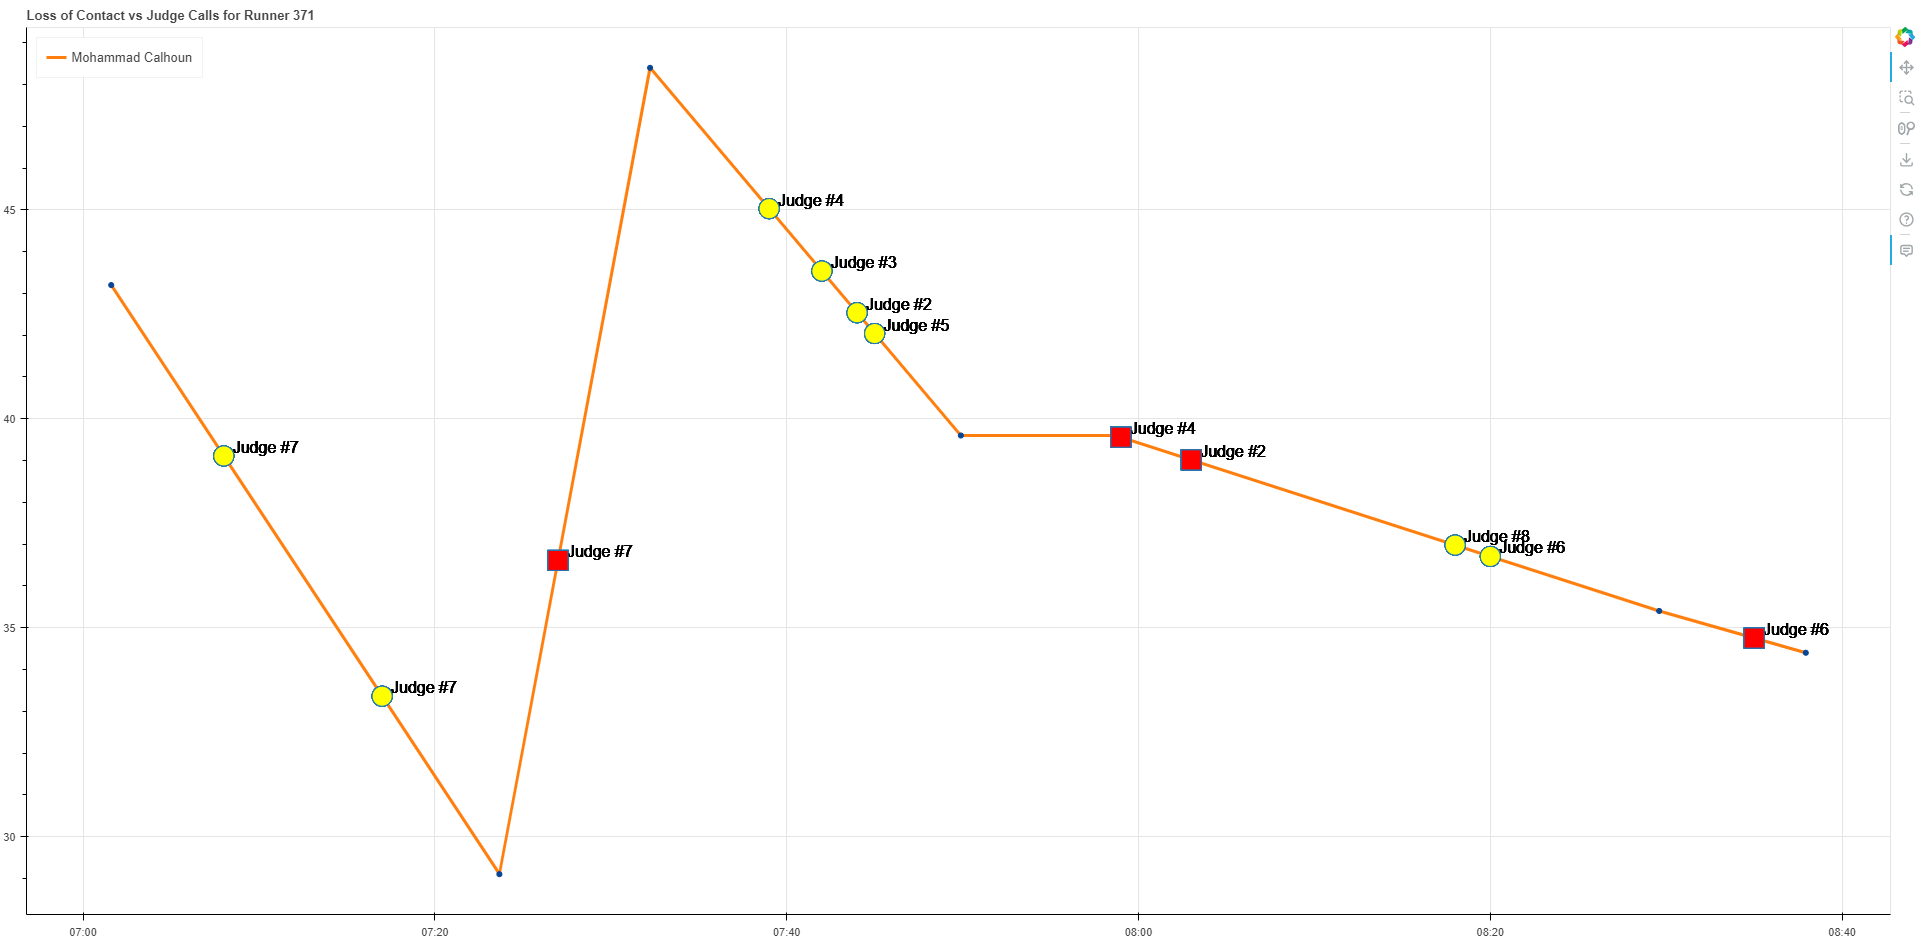 Loss of Contact vs Judge Calls for Runner 371
Mohammad Calhoun
45
40
35
30
Judge #4
Judge #3
Judge #2
Judge #5
Judge #4
Judge #7
Judge #2
Judge #8
Judge #6
Judge #7
Judge #6
Judge #7
07:00
07:20
07:40
08:00
08:20
08:40